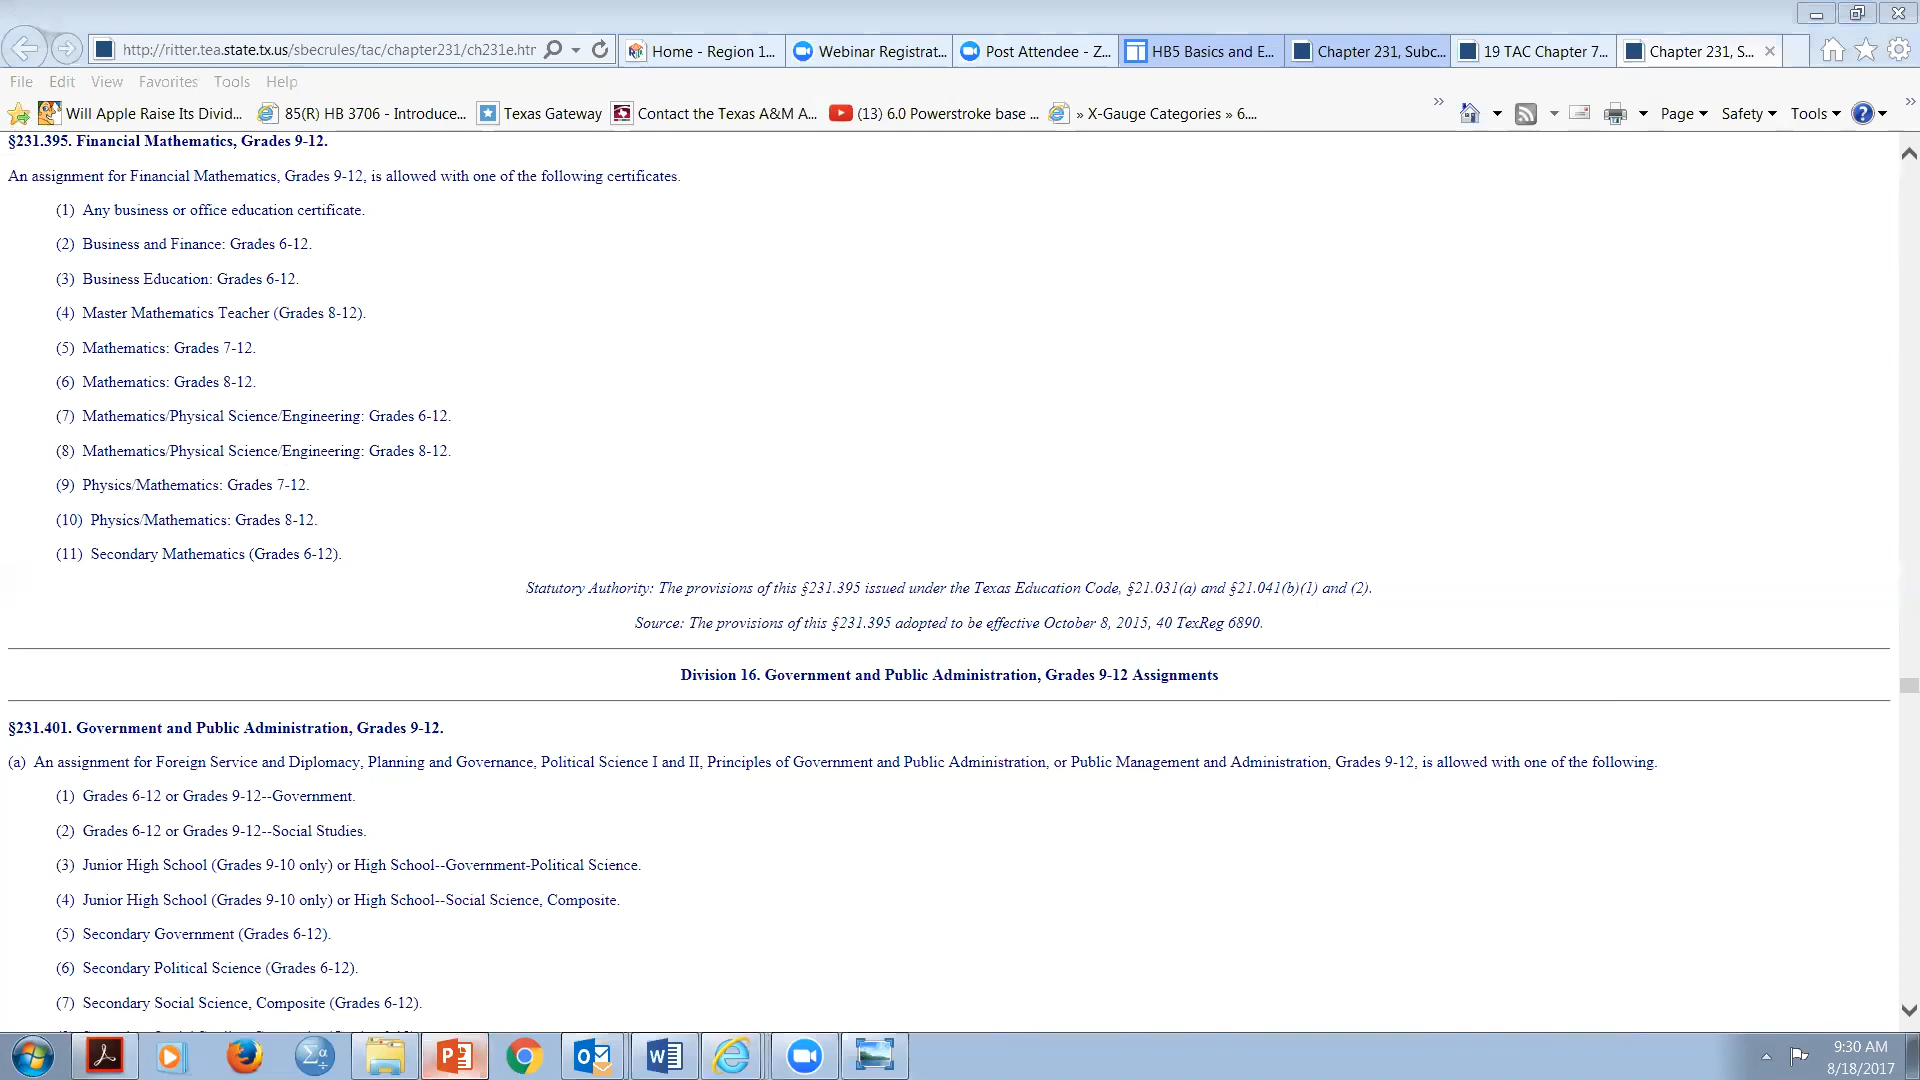 http://ritter.tea.state.tx.us/sbecrules/tac/chapter231/ch231e.htr
Home - Region 1...
Webinar Registrat...
Post Attendee - Z...
HB5 Basics and E...
Chapter 231, Subc...
19 TAC Chapter 7...
Chapter 231, S...
File Edit View Favorites Tools Help
Will Apple Raise Its Divid...
85(R) HB 3706 - Introduce...
Texas Gateway
Contact the Texas A&M A...
(13) 6.0 Powerstroke base ...
» X-Gauge Categories » 6....
Page Safety Tools
§231.395. Financial Mathematics, Grades 9-12.
An assignment for Financial Mathematics, Grades 9-12, is allowed with one of the following certificates.
(1) Any business or office education certificate.
(2) Business and Finance: Grades 6-12.
(3) Business Education: Grades 6-12.
(4) Master Mathematics Teacher (Grades 8-12).
(5) Mathematics: Grades 7-12.
(6) Mathematics: Grades 8-12.
(7) Mathematics/Physical Science/Engineering: Grades 6-12.
(8) Mathematics/Physical Science/Engineering: Grades 8-12.
(9) Physics/Mathematics: Grades 7-12.
(10) Physics/Mathematics: Grades 8-12.
(11) Secondary Mathematics (Grades 6-12).
Statutory Authority: The provisions of this §231.395 issued under the Texas Education Code, §21.031(a) and §21.041(b)(1) and (2).
Source: The provisions of this §231.395 adopted to be effective October 8, 2015, 40 TexReg 6890.
Division 16. Government and Public Administration, Grades 9-12 Assignments
§231.401. Government and Public Administration, Grades 9-12.
(a) An assignment for Foreign Service and Diplomacy, Planning and Governance, Political Science I and II, Principles of Government and Public Administration, or Public Management and Administration, Grades 9-12, is allowed with one of the following.
(1) Grades 6-12 or Grades 9-12--Government.
(2) Grades 6-12 or Grades 9-12--Social Studies.
(3) Junior High School (Grades 9-10 only) or High School--Government-Political Science.
(4) Junior High School (Grades 9-10 only) or High School--Social Science, Composite.
(5) Secondary Government (Grades 6-12).
(6) Secondary Political Science (Grades 6-12).
(7) Secondary Social Science, Composite (Grades 6-12).
9:30 AM
8/18/2017